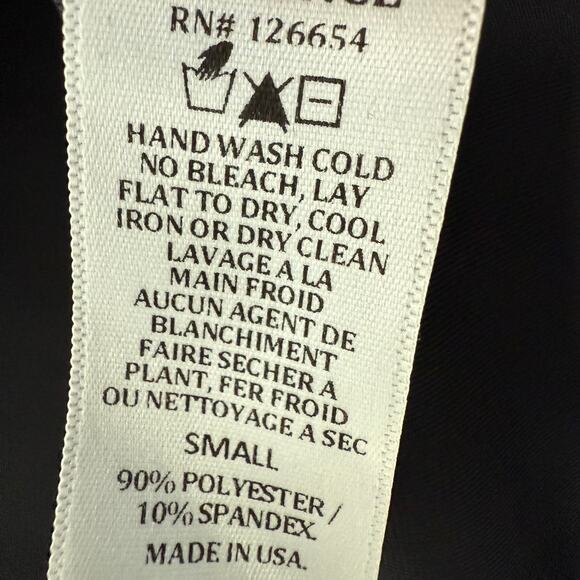 RN# 126654
HAND WASH COLD
NO BLEACH, LAY
FLAT TO DRY, COOL
IRON OR DRY CLEAN
LAVAGE A LA
MAIN FROID
AUCUN AGENT DE
BLANCHIMENT
FAIRE SECHER A
PLANT, FER FROID
OU NETTOYAGE A SEC
SMALL
90% POLYESTER /
10% SPANDEX.
MADE IN USA.